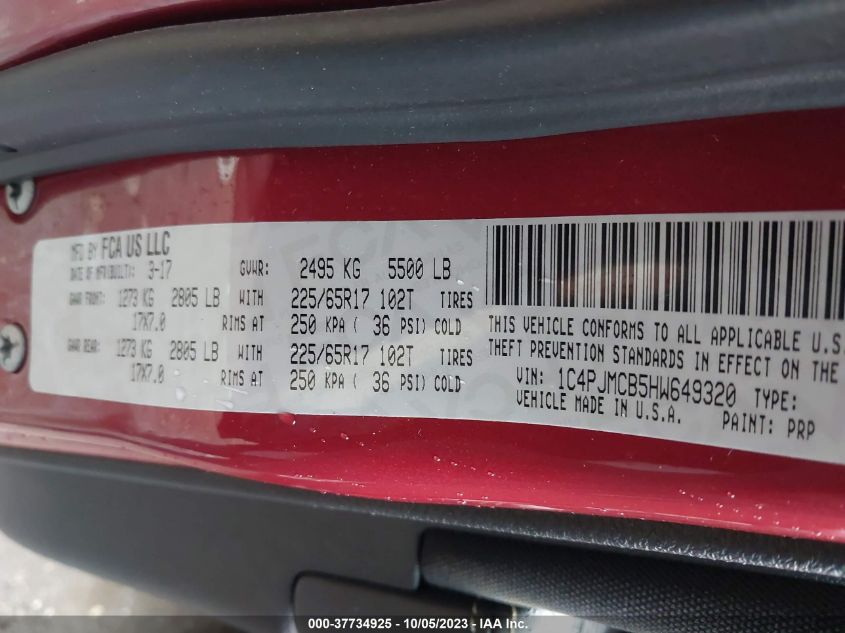 MFD BY FCA US LLC
DATE OF MFR(BUILT): 3-17 GVWR: 2495 KG 5500 LB
GAWR FRONT: 1273 KG 2805 LB WITH 225/65R17 102T TIRES
17X7.0 RIMS AT 250 KPA ( 36 PSI) COLD
GAWR REAR: 1273 KG 2805 LB WITH 225/65R17 102T TIRES
17X7.0 RIMS AT 250 KPA ( 36 PSI) COLD
THIS VEHICLE CONFORMS TO ALL APPLICABLE U.S.
THEFT PREVENTION STANDARDS IN EFFECT ON THE
VIN: 1C4PJMCB5HW649320 TYPE:
VEHICLE MADE IN U.S.A. PAINT: PRP
000-37734925 - 10/05/2023 - IAA Inc.